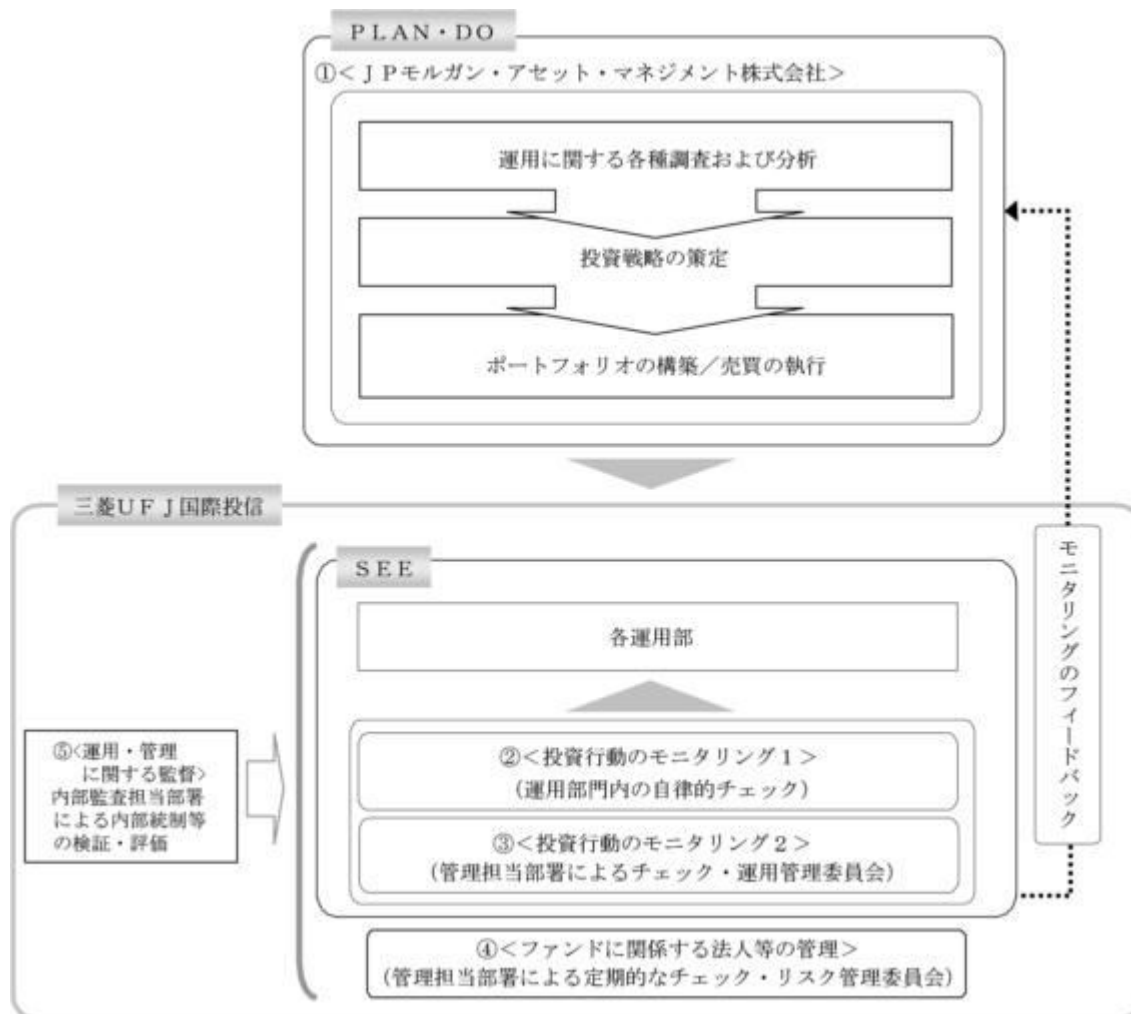 PLAN・DO
①<JPモルガン・アセット・マネジメント株式会社>
運用に関する各種調査および分析
投資戦略の策定
ポートフォリオの構築/売買の執行
三菱UFJ国際投信
SEE
各運用部
②<投資行動のモニタリング1>
(運用部門内の自律的チェック)
③<投資行動のモニタリング2>
(管理担当部署によるチェック・運用管理委員会)
④<ファンドに関係する法人等の管理>
(管理担当部署による定期的なチェック・リスク管理委員会)
⑤<運用・管理
に関する監督>
内部監査担当部署
による内部統制等
の検証・評価
モニタリングのフィードバック